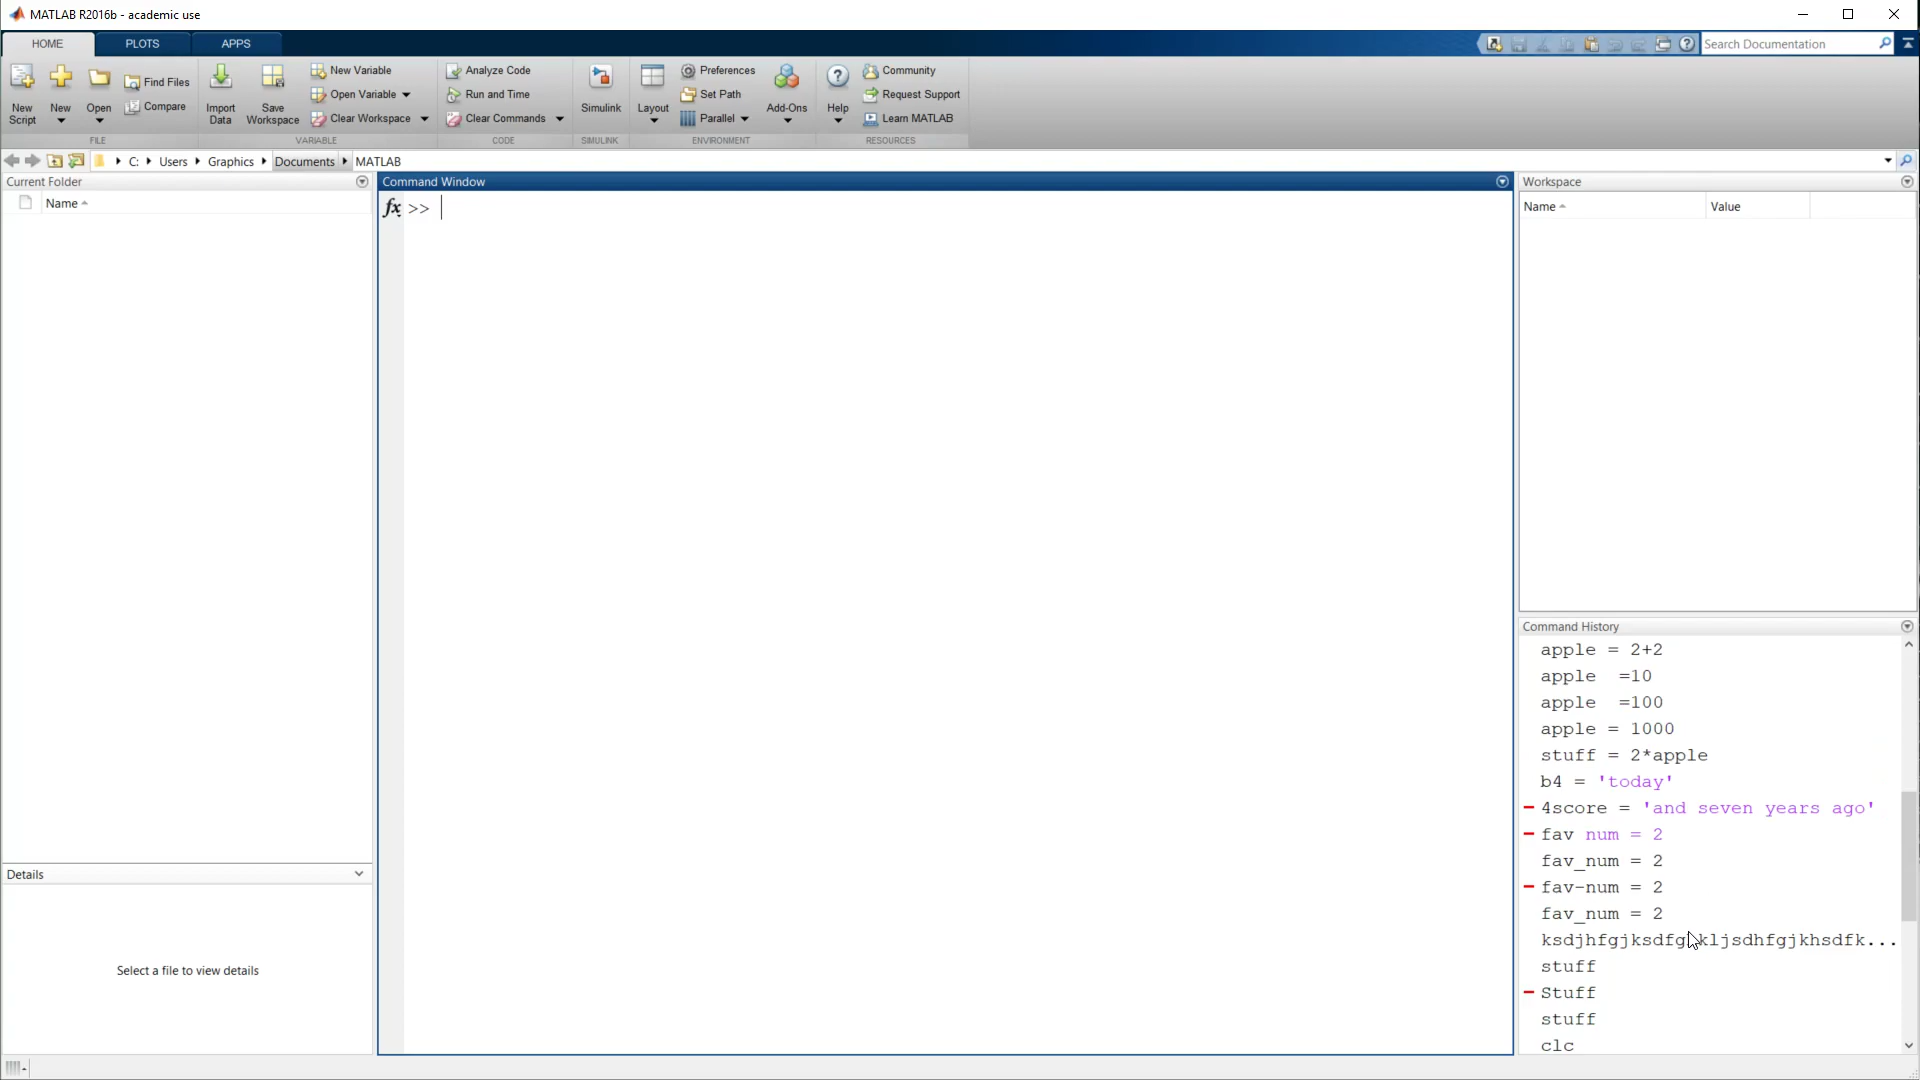 MATLAB R2016b - academic use
HOME PLOTS APPS
Search Documentation
New Script
New
Open
Find Files
Compare
FILE
Import Data
Save Workspace
New Variable
Open Variable
Clear Workspace
VARIABLE
Analyze Code
Run and Time
Clear Commands
CODE
Simulink
SIMULINK
Layout
Preferences
Set Path
Parallel
Add-Ons
ENVIRONMENT
Help
Community
Request Support
Learn MATLAB
RESOURCES
C: Users Graphics Documents MATLAB
Current Folder
Name
Details
Select a file to view details
Command Window
fx >>
Workspace
Name Value
Command History
apple = 2+2
apple  =10
apple  =100
apple = 1000
stuff = 2*apple
b4 = 'today'
4score = 'and seven years ago'
fav num = 2
fav_num = 2
fav-num = 2
fav_num = 2
stuff
Stuff
stuff
clc